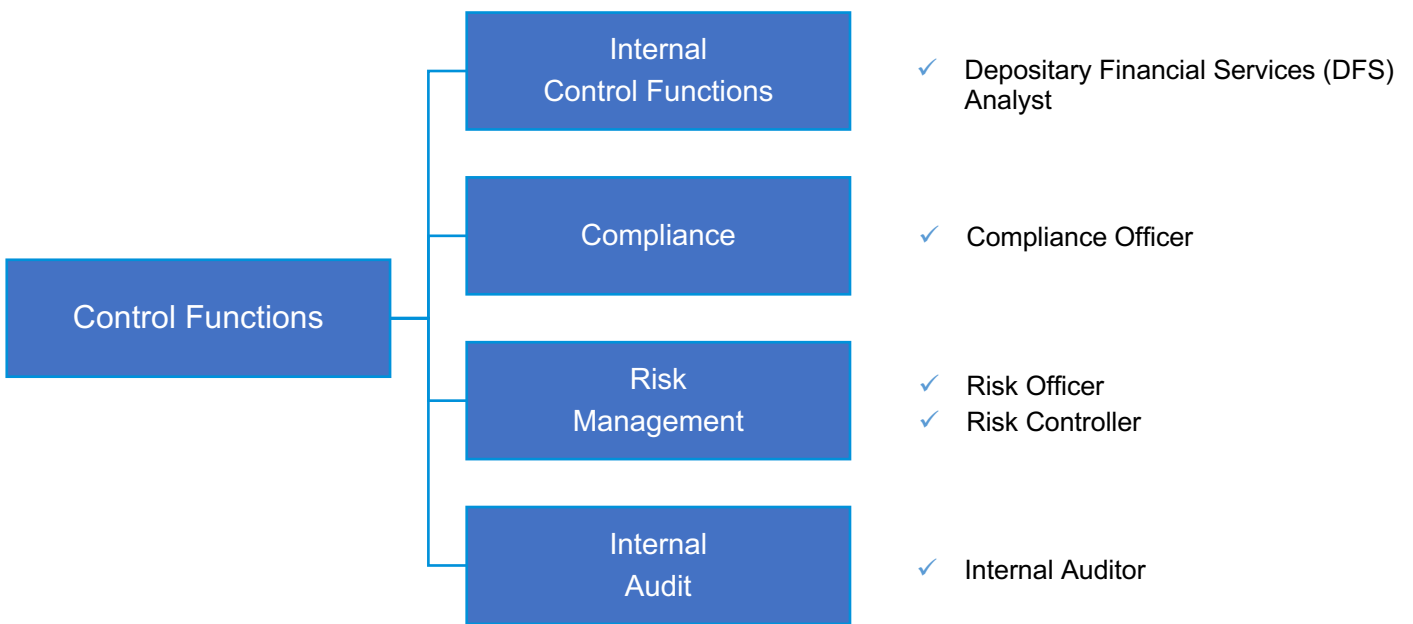 Internal
Control Functions
Depositary Financial Services (DFS)
Analyst
Compliance
Compliance Officer
Control Functions
Risk
Management
Risk Officer
Risk Controller
Internal
Audit
Internal Auditor